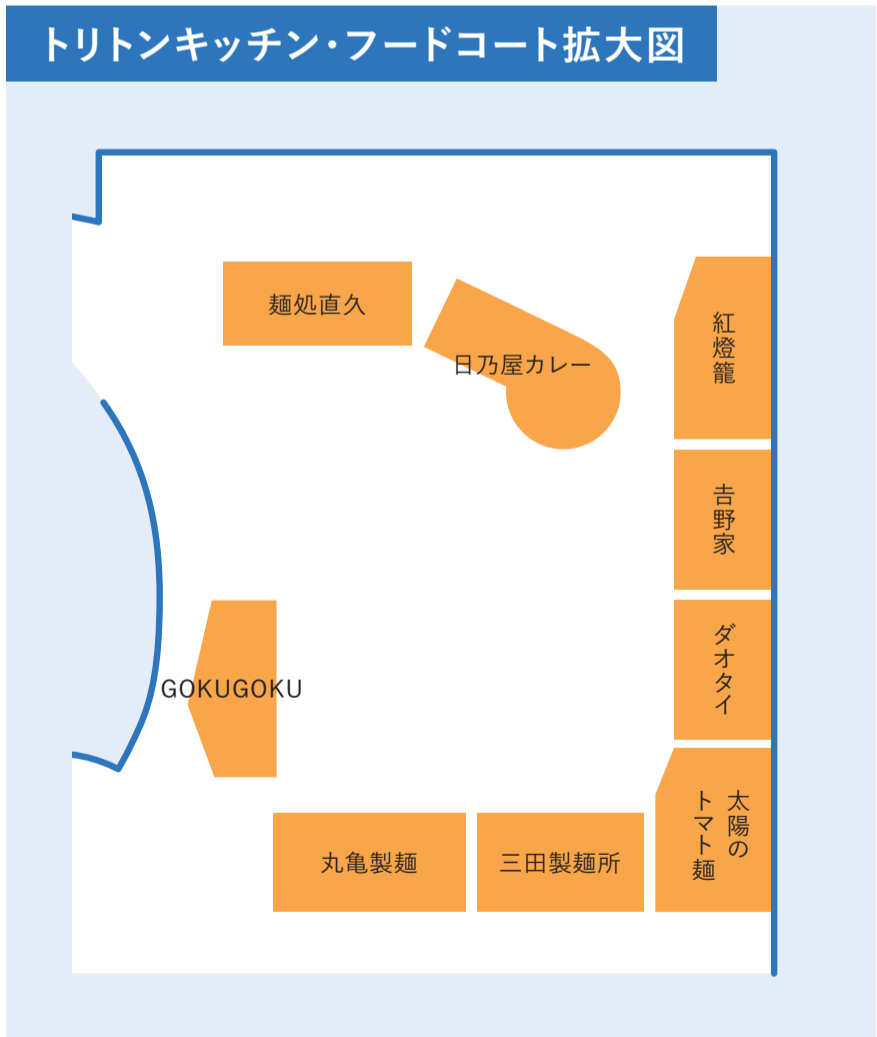 トリトンキッチン・フードコート拡大図
麺処直久
日乃屋カレー
紅燈籠
𠮷野家
ダオタイ
GOKUGOKU
太陽の
トマト麺
丸亀製麺
三田製麺所